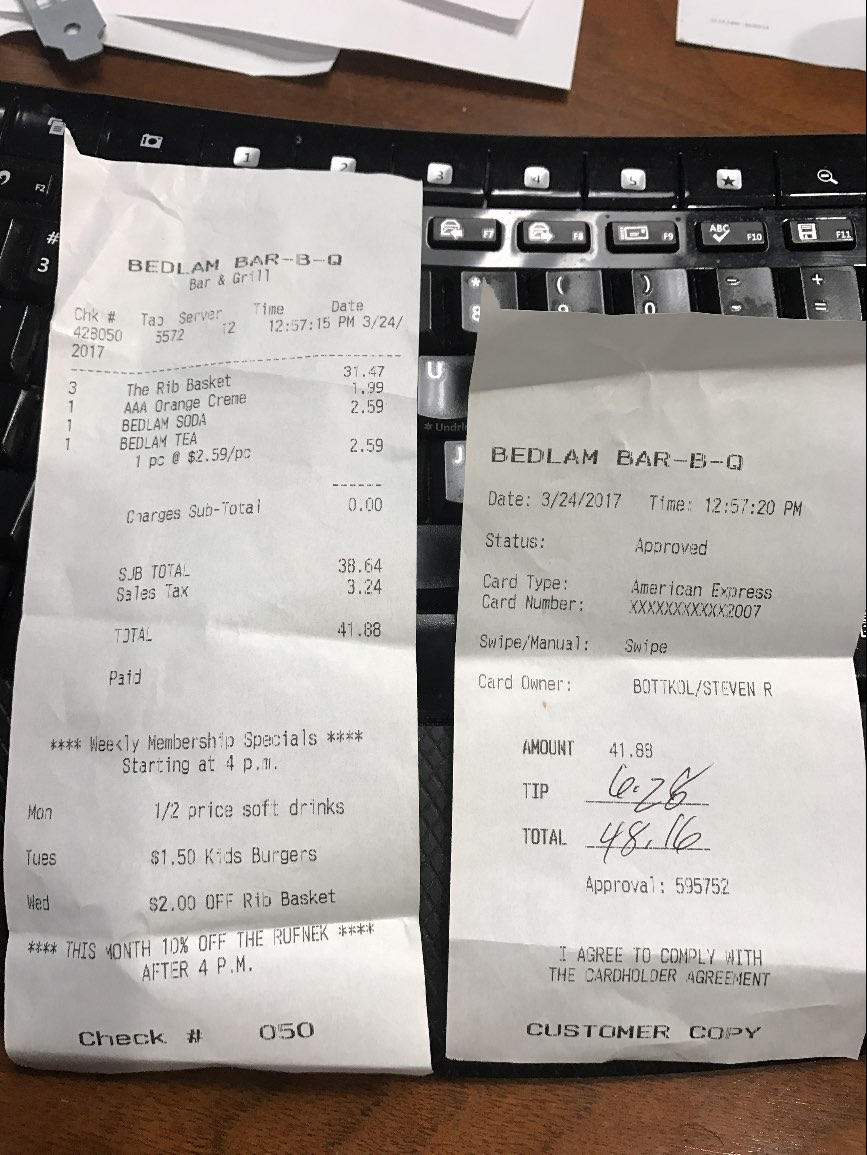 BEDLAM BAR-B-Q
Bar & Grill
Chk # Tab Server Time Date
428050 5572 12 12:57:15 PM 3/24/
2017
3 The Rib Basket 31.47
1 AAA Orange Creme 1.99
1 BEDLAM SODA 2.59
1 BEDLAM TEA 2.59
1 pc @ $2.59/pc
Charges Sub-Total 0.00
SUB TOTAL 38.64
Sales Tax 3.24
TOTAL 41.88
Paid
**** Weekly Membership Specials ****
Starting at 4 p.m.
Mon 1/2 price soft drinks
Tues $1.50 Kids Burgers
Wed $2.00 OFF Rib Basket
**** THIS MONTH 10% OFF THE RUFNEK ****
AFTER 4 P.M.
Check # 050
BEDLAM BAR-B-Q
Date: 3/24/2017 Time: 12:57:20 PM
Status: Approved
Card Type: American Express
Card Number: XXXXXXXXXXX2007
Swipe/Manual: Swipe
Card Owner: BOTTKOL/STEVEN R
AMOUNT 41.88
TIP 6.28
TOTAL 48.16
Approval: 595752
I AGREE TO COMPLY WITH
THE CARDHOLDER AGREEMENT
CUSTOMER COPY
1 2 3 4 5
F2 F7 F8 F9 ABC F10 F11
# 3 * 8 ( 9 ) 0 - + =
U
J